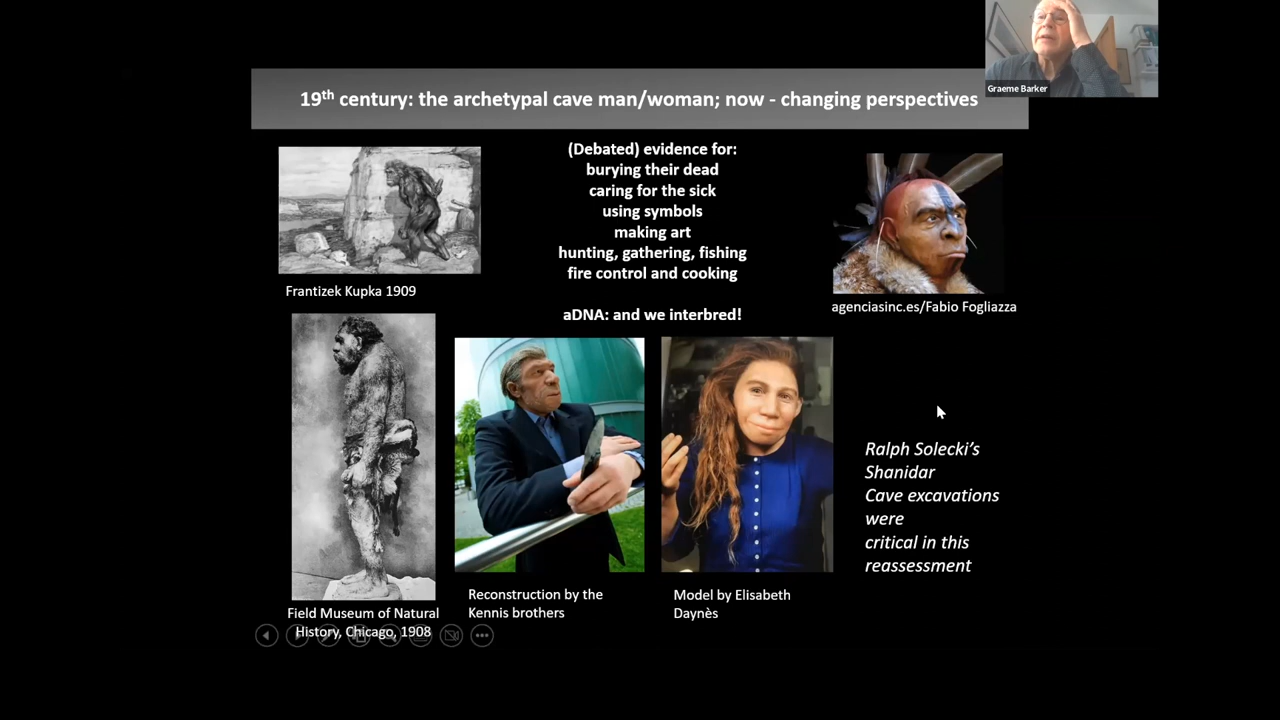 Graeme Barker
19th century: the archetypal cave man/woman; now - changing perspectives
(Debated) evidence for:
burying their dead
caring for the sick
using symbols
making art
hunting, gathering, fishing
fire control and cooking
aDNA: and we interbred!
Frantizek Kupka 1909
agenciasinc.es/Fabio Fogliazza
Field Museum of Natural
History, Chicago, 1908
Reconstruction by the
Kennis brothers
Model by Elisabeth
Daynès
Ralph Solecki's
Shanidar
Cave excavations
were
critical in this
reassessment